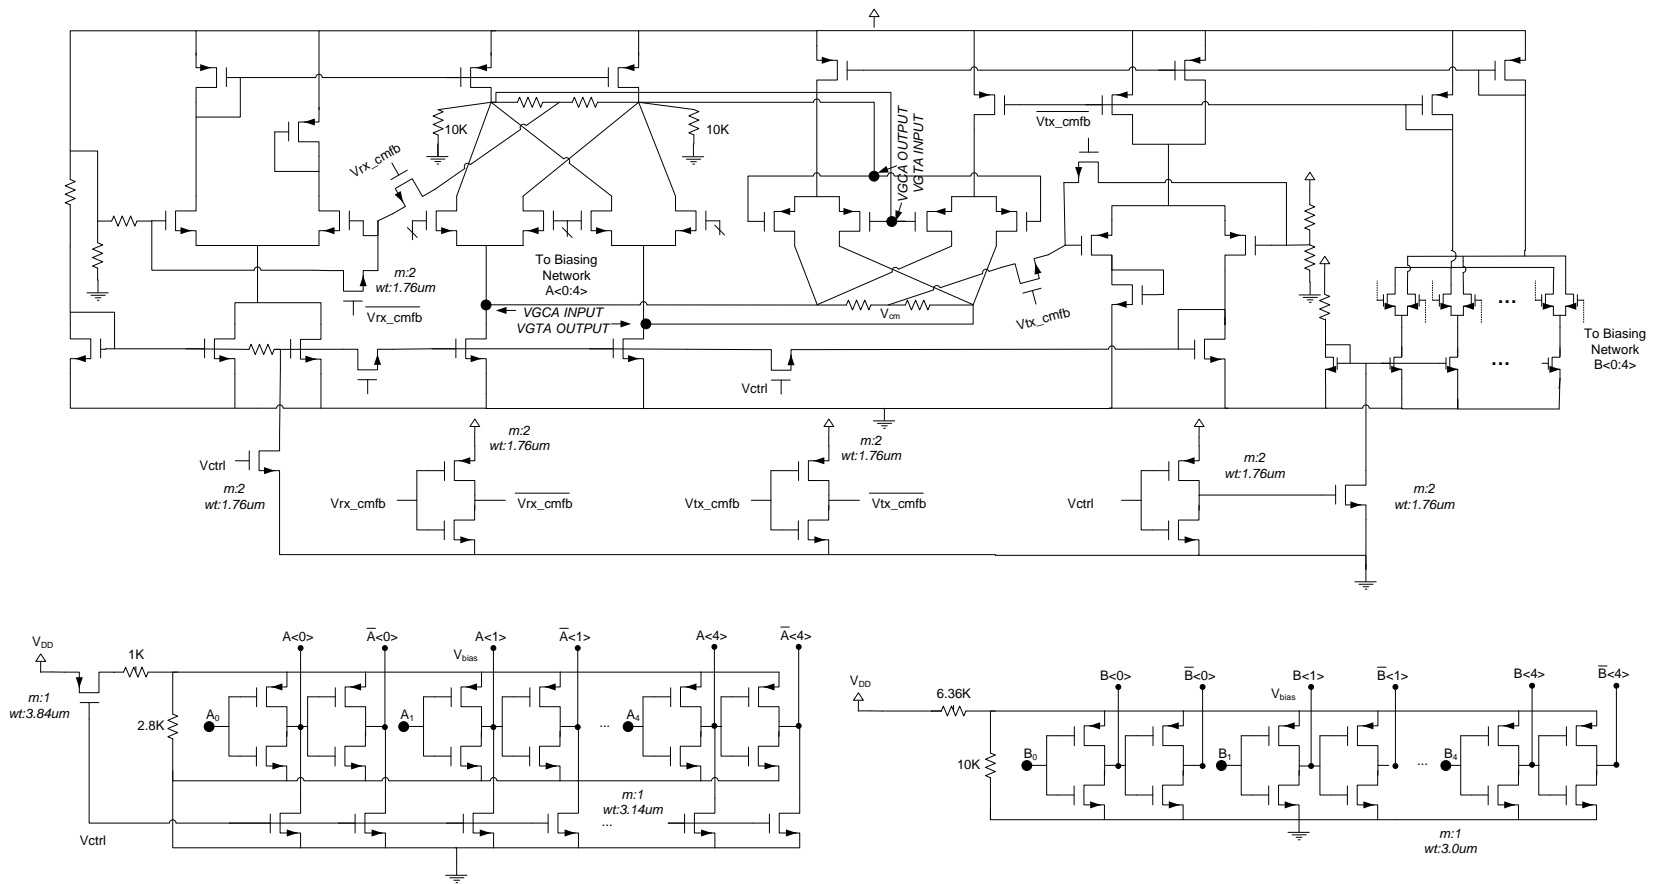 Vtx_cmfb
10K
10K
VGCA OUTPUT
VGTA INPUT
Vrx_cmfb
To Biasing
Network
A<0:4>
m:2
wt:1.76um
Vrx_cmfb
VGCA INPUT
VGTA OUTPUT
Vcm
Vtx_cmfb
To Biasing
Network
B<0:4>
...
...
Vctrl
Vctrl
m:2
wt:1.76um
m:2
wt:1.76um
Vrx_cmfb
Vrx_cmfb
m:2
wt:1.76um
Vtx_cmfb
Vtx_cmfb
Vctrl
m:2
wt:1.76um
m:2
wt:1.76um
VDD
1K
m:1
wt:3.84um
2.8K
A<0>
A̅<0>
A<1>
A̅<1>
A<4>
A̅<4>
Vbias
A0
A1
...
A4
m:1
wt:3.14um
...
Vctrl
VDD
6.36K
10K
B<0>
B̅<0>
B<1>
B̅<1>
B<4>
B̅<4>
Vbias
B0
B1
...
B4
m:1
wt:3.0um